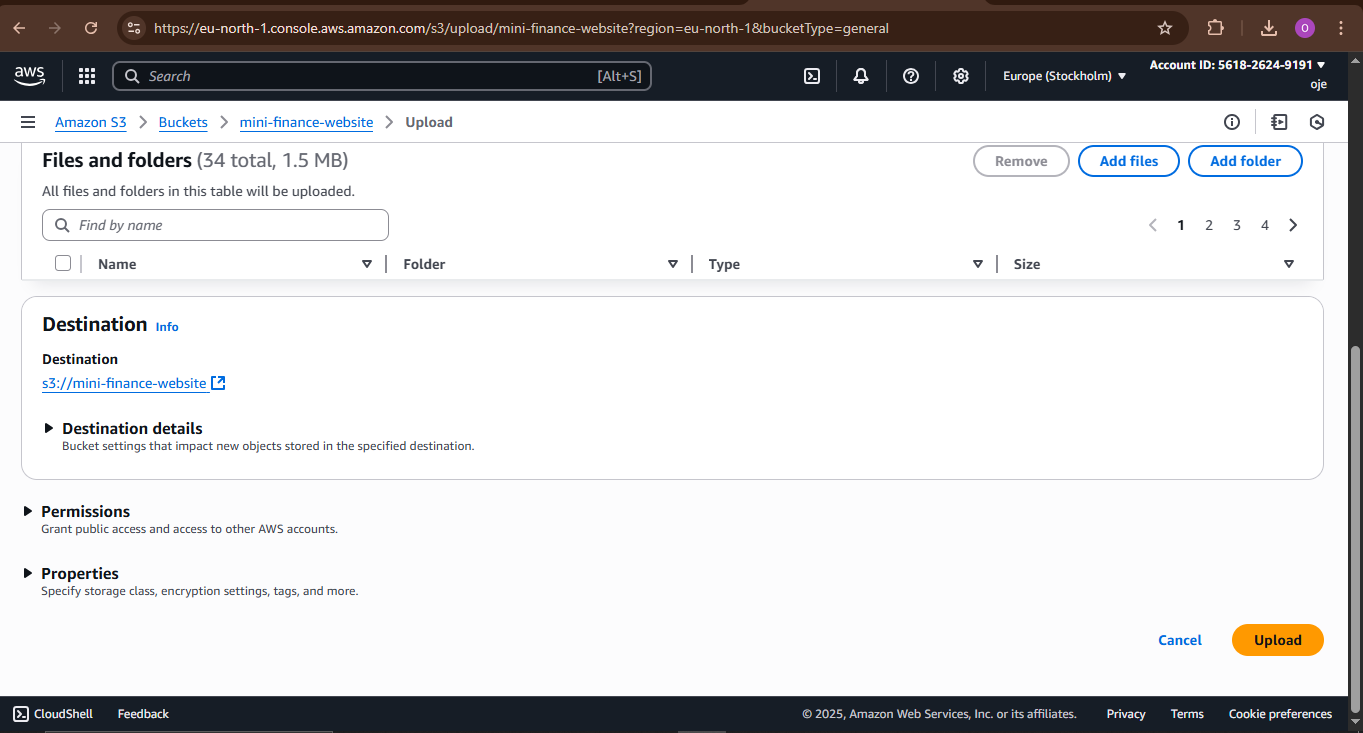 https://eu-north-1.console.aws.amazon.com/s3/upload/mini-finance-website?region=eu-north-1&bucketType=general
O
aws
Search [Alt+S]
Europe (Stockholm)
Account ID: 5618-2624-9191
oje
Amazon S3 > Buckets > mini-finance-website > Upload
Files and folders (34 total, 1.5 MB)
Remove Add files Add folder
All files and folders in this table will be uploaded.
Find by name
1 2 3 4
Name Folder Type Size
Destination Info
Destination
s3://mini-finance-website
Destination details
Bucket settings that impact new objects stored in the specified destination.
Permissions
Grant public access and access to other AWS accounts.
Properties
Specify storage class, encryption settings, tags, and more.
Cancel Upload
CloudShell Feedback © 2025, Amazon Web Services, Inc. or its affiliates. Privacy Terms Cookie preferences